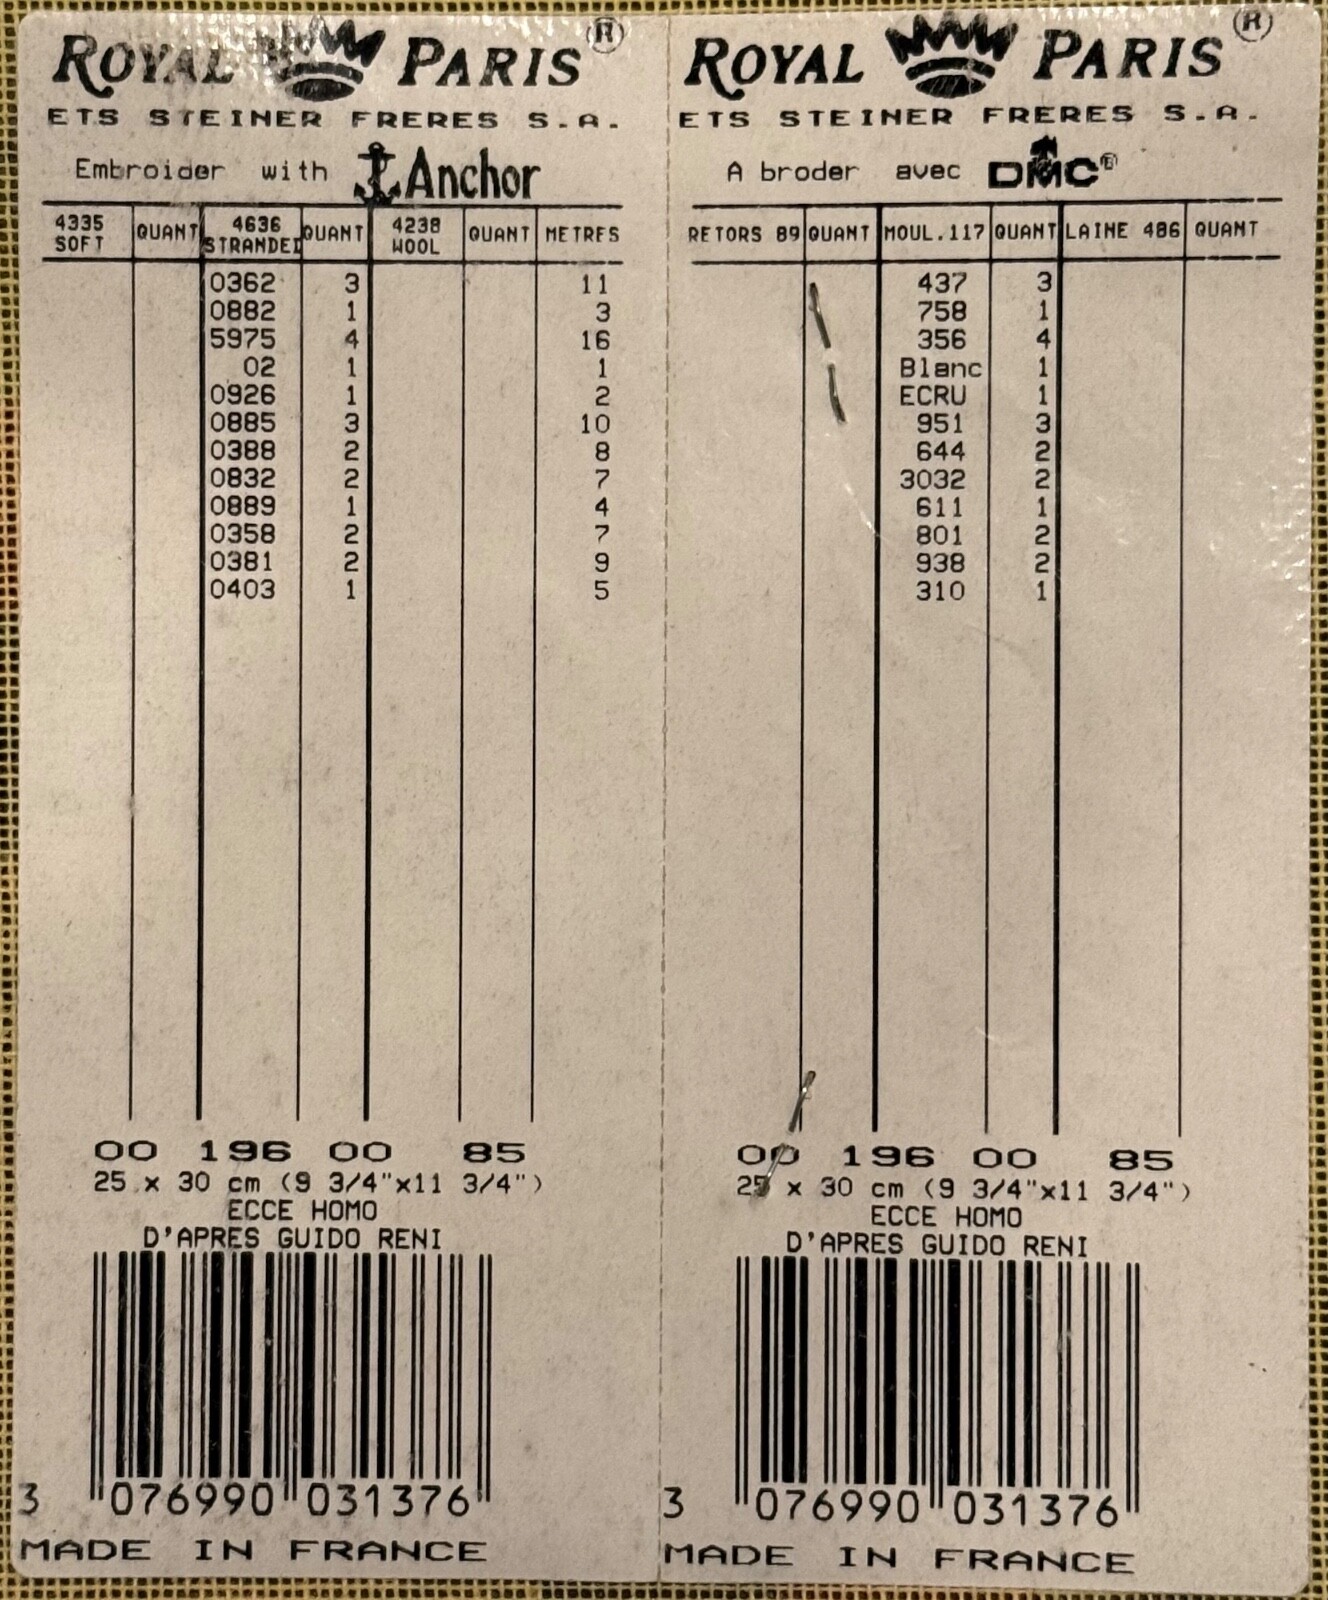 ROYAL PARIS®
ETS STEINER FRERES S.A.
Embroider with Anchor
4335 SOFT QUANT 4636 STRANDED QUANT 4238 WOOL QUANT METRES
0362 3 11
0882 1 3
5975 4 16
02 1 1
0926 1 2
0885 3 10
0388 2 8
0832 2 7
0889 1 4
0358 2 7
0381 2 9
0403 1 5
00 196 00 85
25 x 30 cm (9 3/4"x11 3/4")
ECCE HOMO
D'APRES GUIDO RENI
3 076990 031376
MADE IN FRANCE
ROYAL PARIS®
ETS STEINER FRERES S.A.
A broder avec DMC®
RETORS 89 QUANT MOUL.117 QUANT LAINE 486 QUANT
437 3
758 1
356 4
Blanc 1
ECRU 1
951 3
644 2
3032 2
611 1
801 2
938 2
310 1
00 196 00 85
25 x 30 cm (9 3/4"x11 3/4")
ECCE HOMO
D'APRES GUIDO RENI
3 076990 031376
MADE IN FRANCE